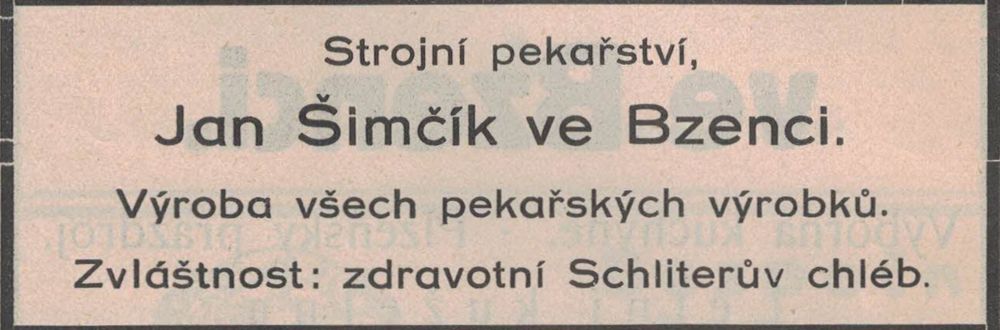 Strojní pekařství,
Jan Šimčík ve Bzenci.
Výroba všech pekařských výrobků.
Zvláštnost: zdravotní Schliterův chléb.